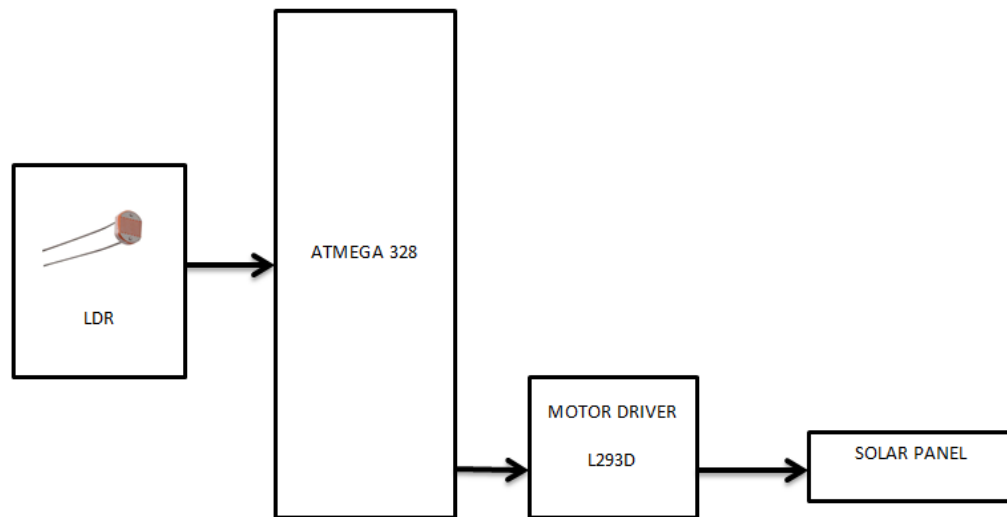 LDR
ATMEGA 328
MOTOR DRIVER
L293D
SOLAR PANEL